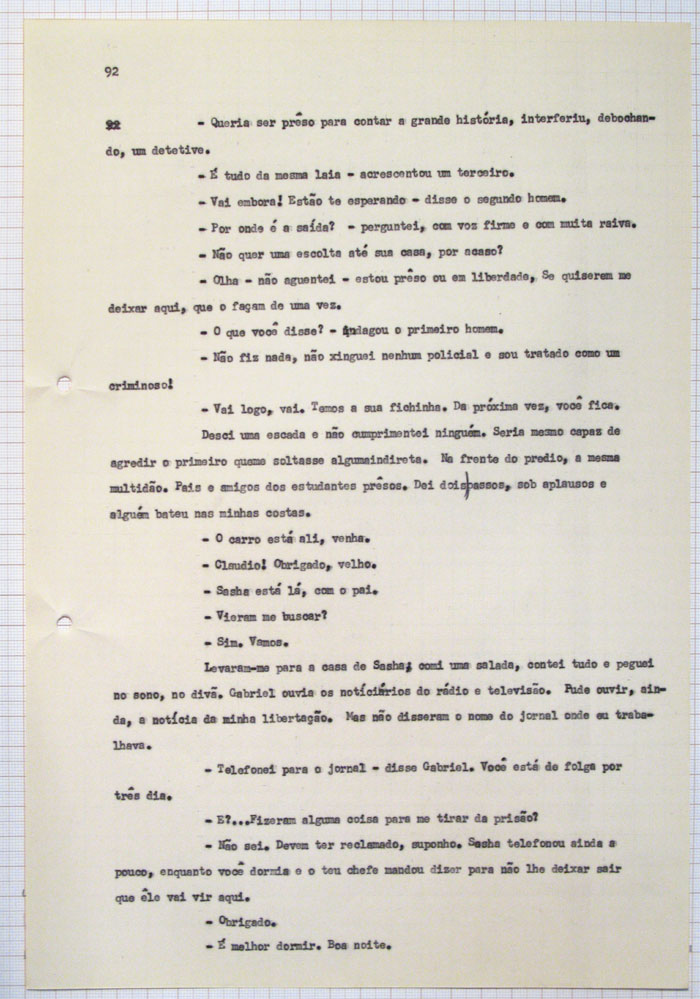 92
22 - Queria ser prêso para contar a grande história, interferiu, debochan-
do, um detetive.
- É tudo da mesma laia - acrescentou um terceiro.
- Vai embora! Estão te esperando - disse o segundo homem.
- Por onde é a saída? - perguntei, com voz firme e com muita raiva.
- Não quer uma escolta até sua casa, por acaso?
- Olha - não aguentei - estou prêso ou em liberdade, Se quiserem me
deixar aqui, que o façam de uma vez.
- O que você disse? - indagou o primeiro homem.
- Não fiz nada, não xinguei nenhum policial e sou tratado como um
criminoso!
- Vai logo, vai. Temos a sua fichinha. Da próxima vez, você fica.
Desci uma escada e não cumprimentei ninguém. Seria mesmo capaz de
agredir o primeiro queme soltasse algumaindireta. Na frente do predio, a mesma
multidão. Pais e amigos dos estudantes prêsos. Dei dois|passos, sob aplausos e
alguém bateu nas minhas costas.
- O carro está ali, venha.
- Claudio! Obrigado, velho.
- Sasha está lá, com o pai.
- Vieram me buscar?
- Sim. Vamos.
Levaram-me para a casa de Sasha; comi uma salada, contei tudo e peguei
no sono, no divã. Gabriel ouvia os notíciários do rádio e televisão. Pude ouvir, ain-
da, a notícia da minha libertação. Mas não disseram o nome do jornal onde eu traba-
lhava.
- Telefonei para o jornal - disse Gabriel. Você está de folga por
três dia.
- E?...Fizeram alguma coisa para me tirar da prisão?
- Não sei. Devem ter reclamado, suponho. Sasha telefonou ainda a
pouco, enquanto você dormia e o teu chefe mandou dizer para não lhe deixar sair
que êle vai vir aqui.
- Obrigado.
- É melhor dormir. Boa noite.